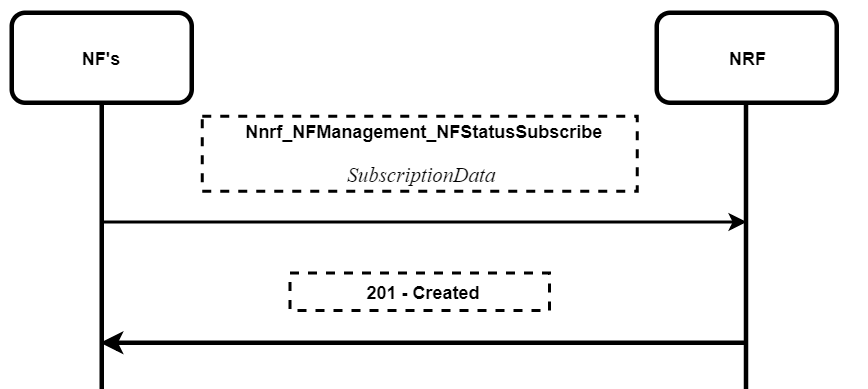 NF's
NRF
Nnrf_NFManagement_NFStatusSubscribe
SubscriptionData
201 - Created